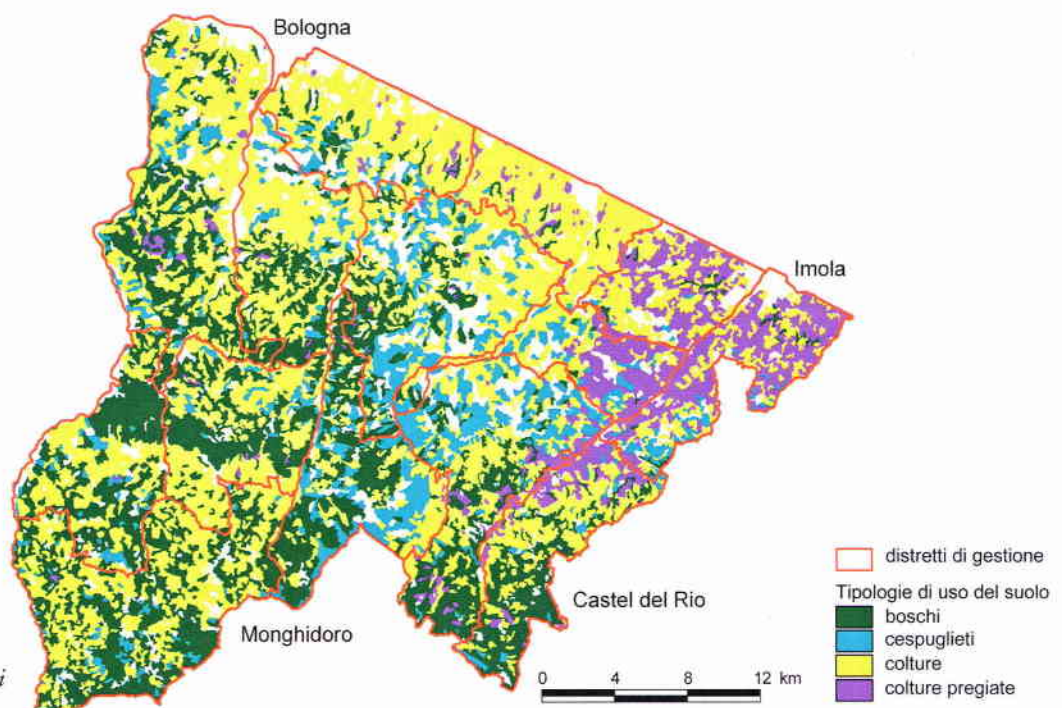 Bologna
Imola
Castel del Rio
Monghidoro
distretti di gestione
Tipologie di uso del suolo
boschi
cespuglieti
colture
colture pregiate
0 4 8 12 km
i